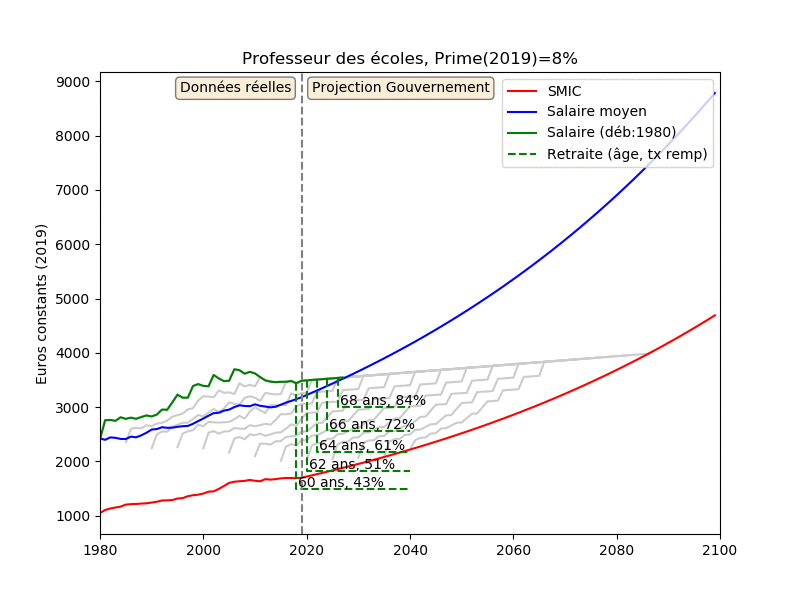 Professeur des écoles, Prime(2019)=8%
Données réelles
Projection Gouvernement
SMIC
Salaire moyen
Salaire (déb:1980)
Retraite (âge, tx remp)
Euros constants (2019)
9000
8000
7000
6000
5000
4000
3000
2000
1000
68 ans, 84%
66 ans, 72%
64 ans, 61%
62 ans, 51%
60 ans, 43%
1980
2000
2020
2040
2060
2080
2100